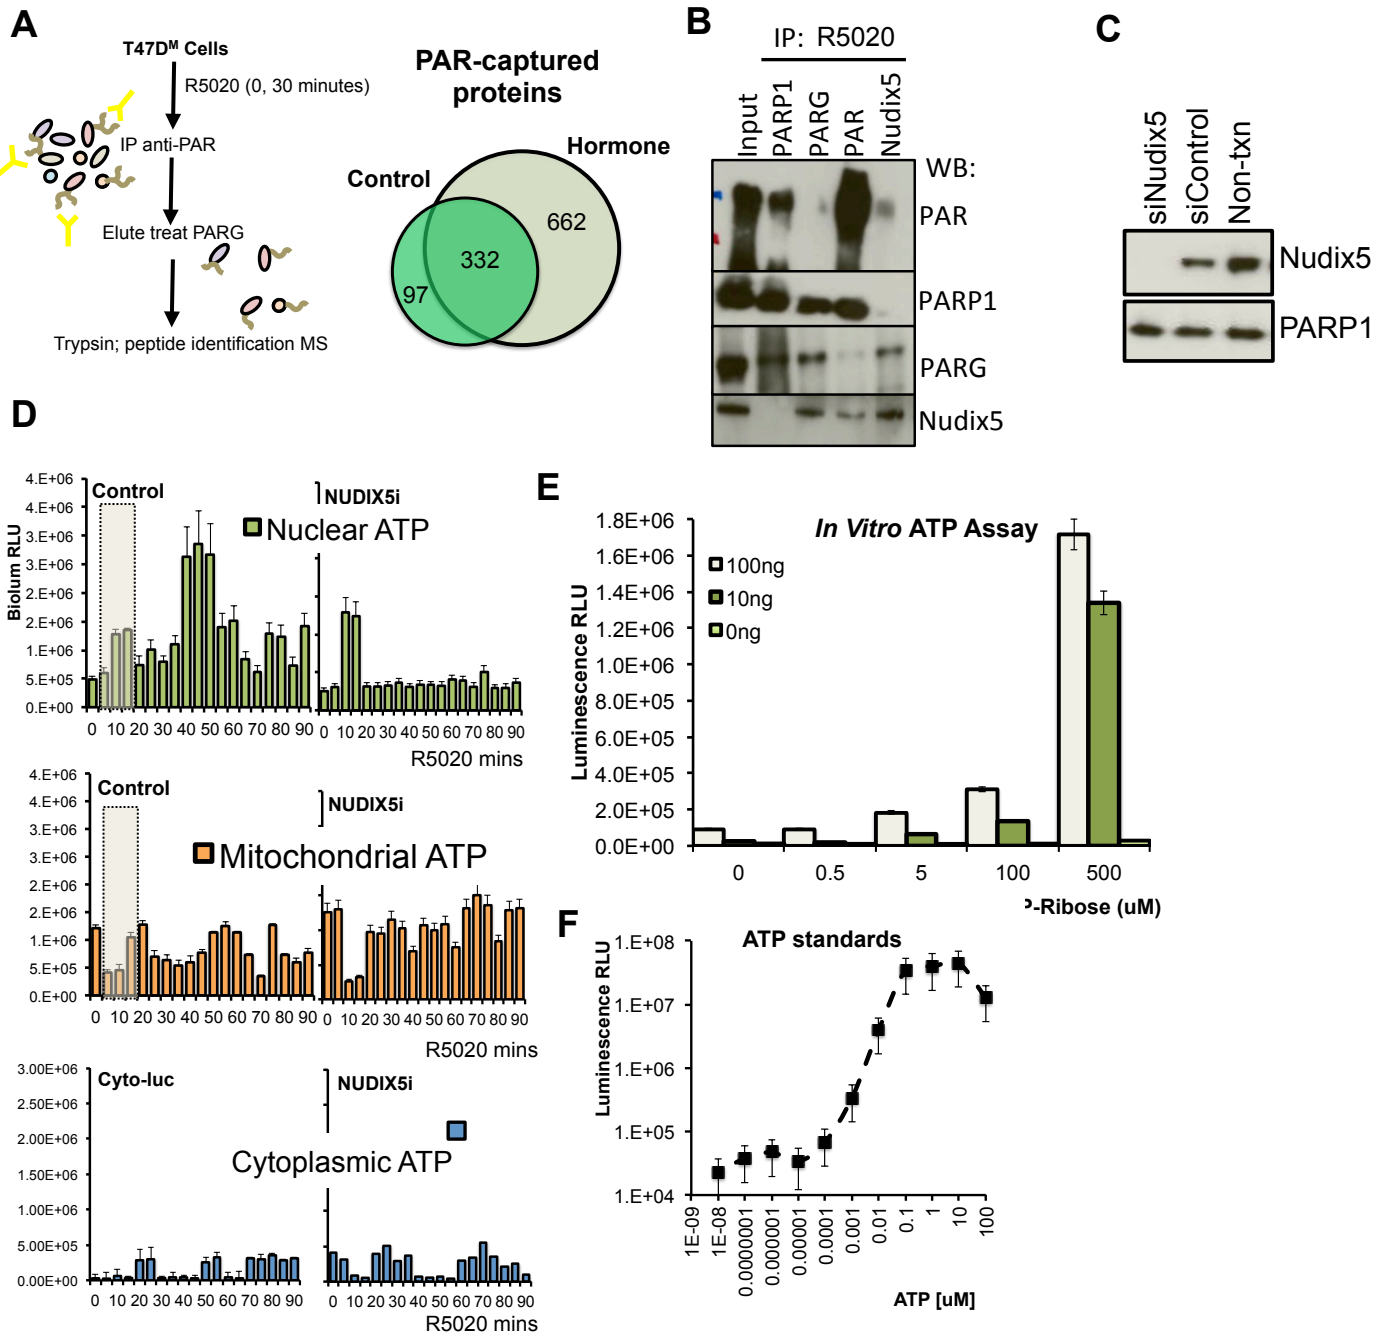 A
T47Dᴹ Cells
R5020 (0, 30 minutes)
IP anti-PAR
Elute treat PARG
Trypsin; peptide identification MS
PAR-captured
proteins
Control
Hormone
97
332
662
B
IP: R5020
Input
PARP1
PARG
PAR
Nudix5
WB:
PAR
PARP1
PARG
Nudix5
C
siNudix5
siControl
Non-txn
Nudix5
PARP1
D
Biolum RLU
4.E+06
4.E+06
3.E+06
3.E+06
2.E+06
2.E+06
1.E+06
5.E+05
0.E+00
Control
NUDIX5i
Nuclear ATP
0 10 20 30 40 50 60 70 80 90
0 10 20 30 40 50 60 70 80 90
R5020 mins
4.E+06
4.E+06
3.E+06
3.E+06
2.E+06
2.E+06
1.E+06
5.E+05
0.E+00
Control
NUDIX5i
Mitochondrial ATP
0 10 20 30 40 50 60 70 80 90
0 10 20 30 40 50 60 70 80 90
R5020 mins
3.00E+06
2.50E+06
2.00E+06
1.50E+06
1.00E+06
5.00E+05
0.00E+00
Cyto-luc
NUDIX5i
Cytoplasmic ATP
0 10 20 30 40 50 60 70 80 90
0 10 20 30 40 50 60 70 80 90
R5020 mins
E
In Vitro ATP Assay
Luminescence RLU
1.8E+06
1.6E+06
1.4E+06
1.2E+06
1.0E+06
8.0E+05
6.0E+05
4.0E+05
2.0E+05
0.0E+00
100ng
10ng
0ng
0 0.5 5 100 500
P-Ribose (uM)
F
ATP standards
Luminescence RLU
1.E+08
1.E+07
1.E+06
1.E+05
1.E+04
1E-09
1E-08
0.0000001
0.000001
0.00001
0.0001
0.001
0.01
0.1
1
10
100
ATP [uM]